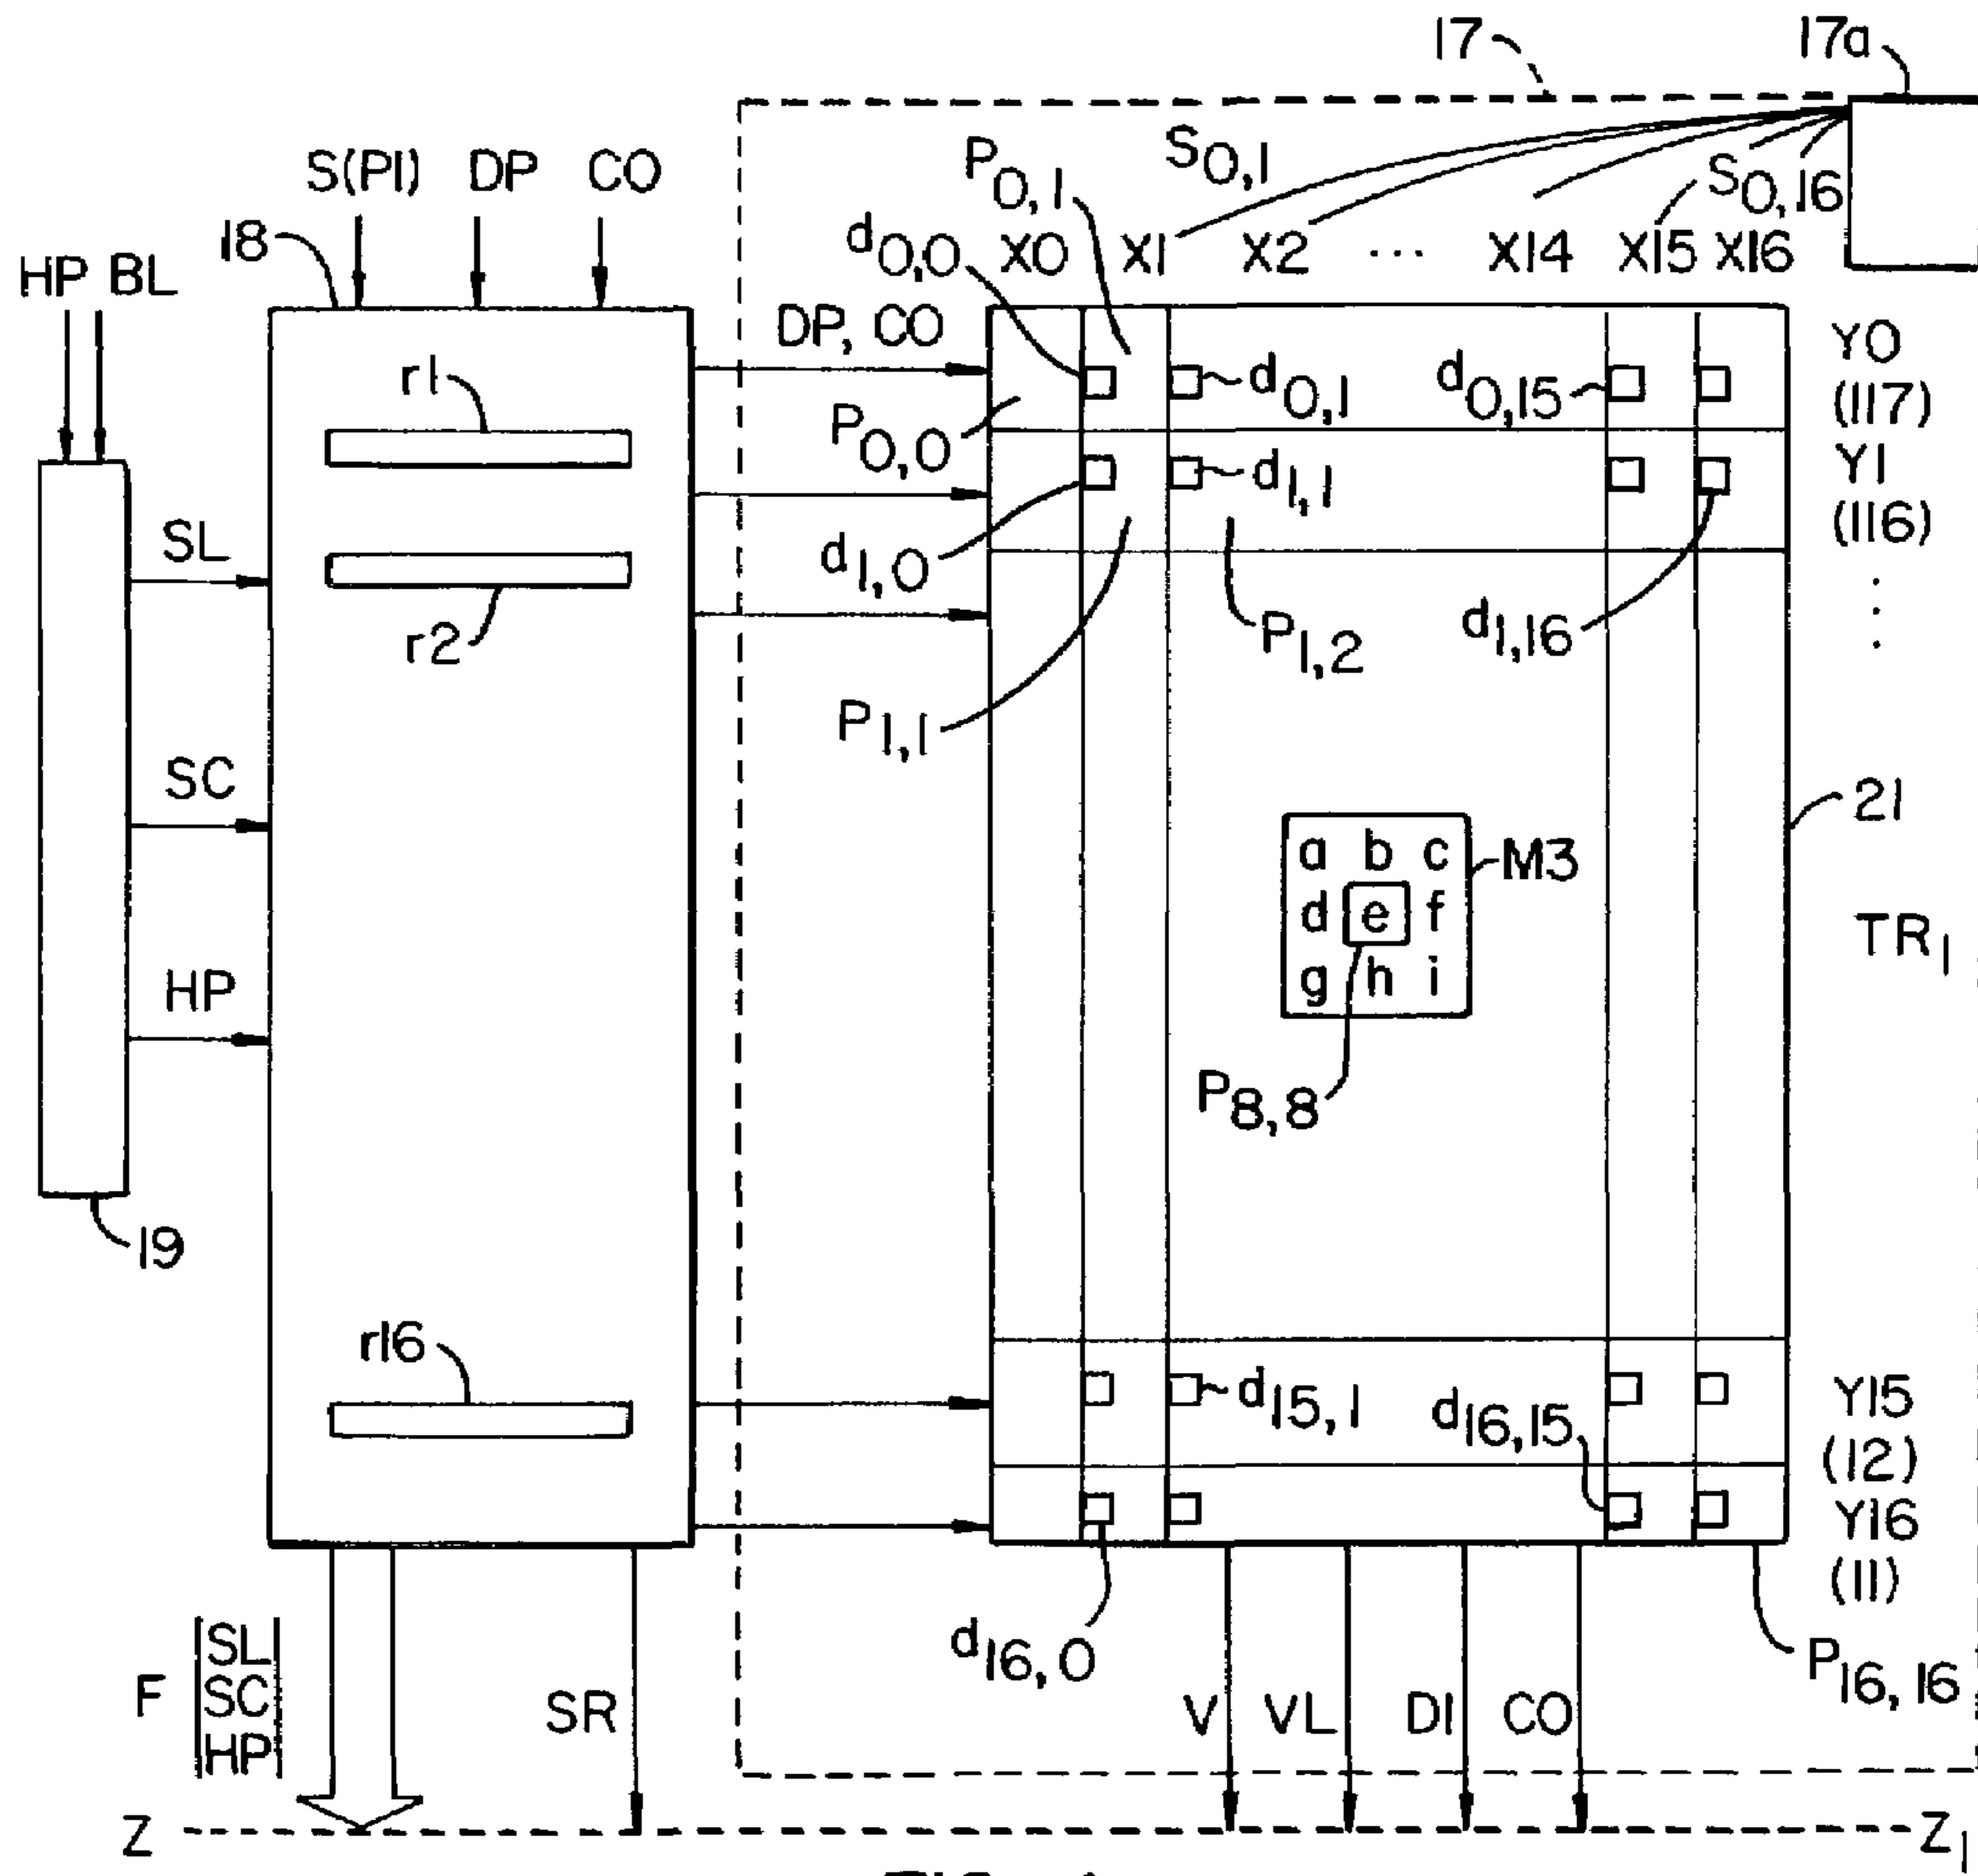 17
17a
S(PI) DP CO
P0,1
S0,1
S0,16
18
d0,0
X0 X1 X2 ... X14 X15 X16
HP BL
DP, CO
Y0
(117)
r1
d0,1
d0,15
P0,0
Y1
(116)
d1,1
SL
d1,0
r2
P1,2
d1,16
P1,1
SC
21
a b c
M3
d e f
TR1
g h i
HP
P8,8
19
r16
d15,1
d16,15
Y15
(12)
Y16
(11)
d16,0
P16,16
F
SL
SC
HP
SR
V VL DI CO
Z
Z1